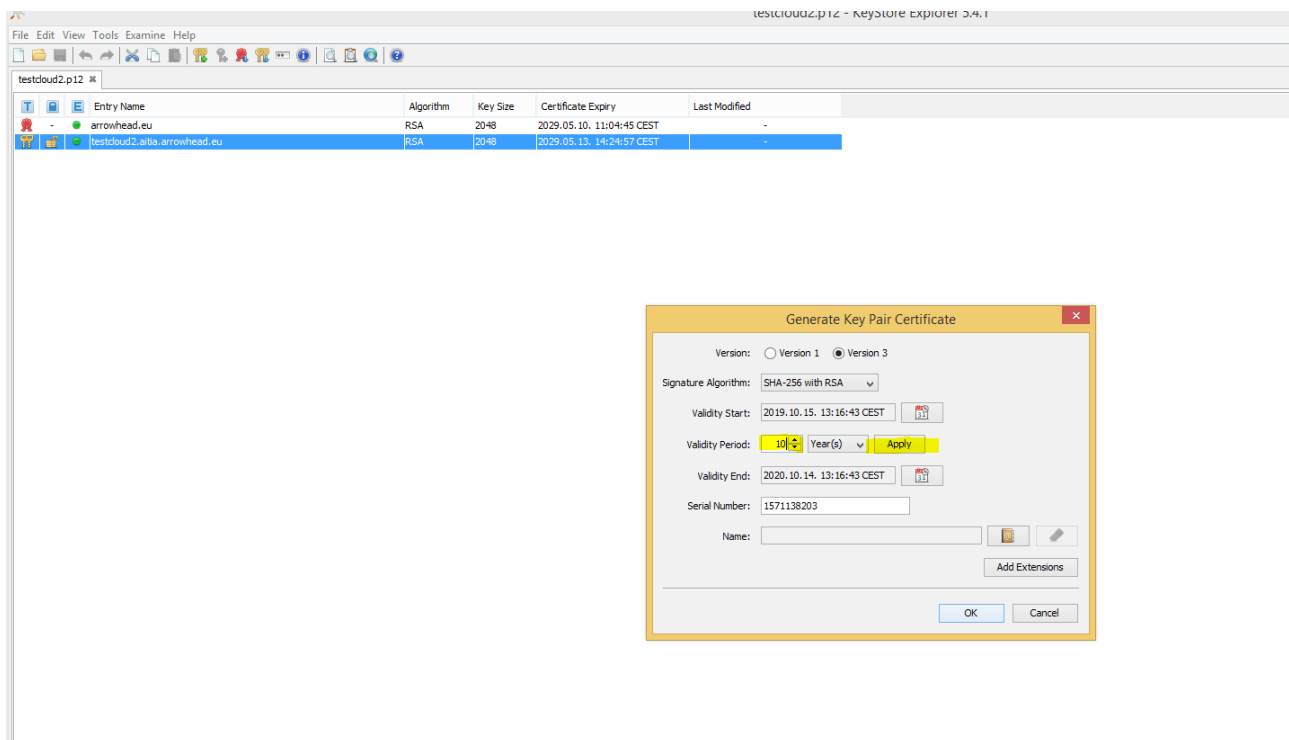 testcloud2.p12 - KeyStore Explorer 5.4.1
File Edit View Tools Examine Help
testcloud2.p12
T E Entry Name Algorithm Key Size Certificate Expiry Last Modified
- arrowhead.eu RSA 2048 2029.05.10. 11:04:45 CEST -
testcloud2.aitia.arrowhead.eu RSA 2048 2029.05.13. 14:24:57 CEST -
Generate Key Pair Certificate
Version: Version 1 Version 3
Signature Algorithm: SHA-256 with RSA
Validity Start: 2019.10.15. 13:16:43 CEST
Validity Period: 10 Year(s) Apply
Validity End: 2020.10.14. 13:16:43 CEST
Serial Number: 1571138203
Name:
Add Extensions
OK Cancel